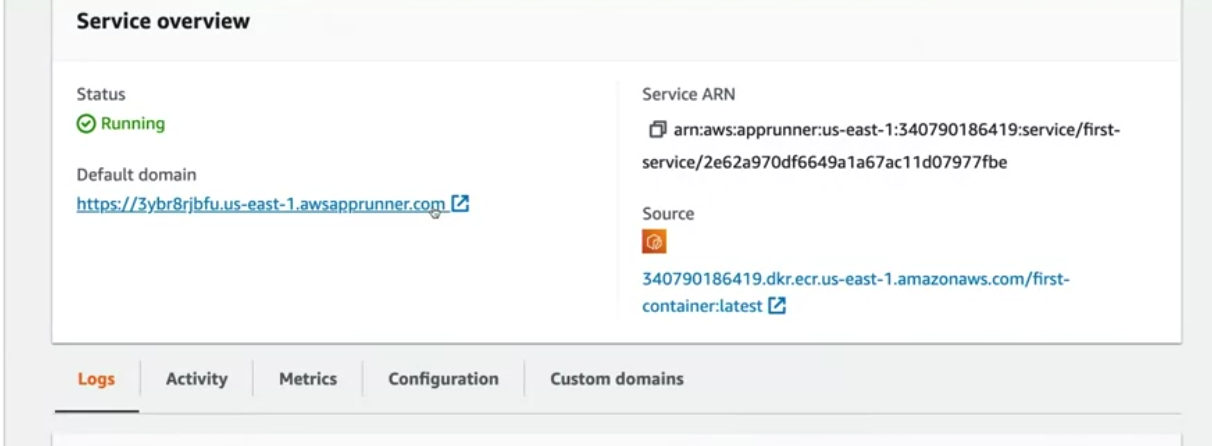 Service overview
Status
Running
Default domain
https://3ybr8rjbfu.us-east-1.awsapprunner.com
Service ARN
arn:aws:apprunner:us-east-1:340790186419:service/first-
service/2e62a970df6649a1a67ac11d07977fbe
Source
340790186419.dkr.ecr.us-east-1.amazonaws.com/first-
container:latest
Logs
Activity
Metrics
Configuration
Custom domains